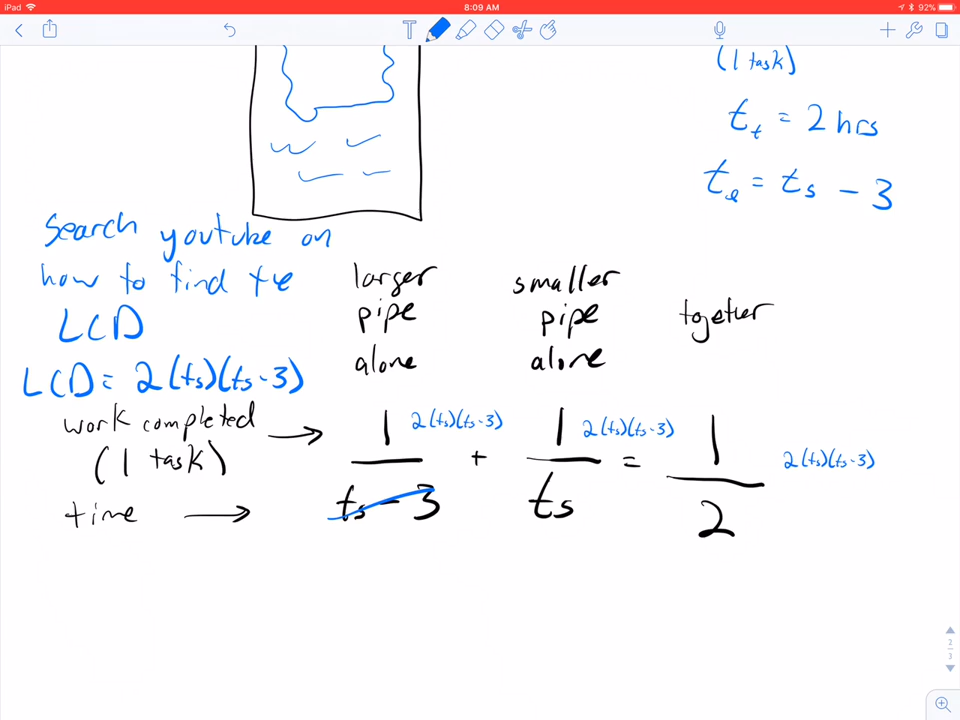 iPad
8:09 AM
92%
T
(1 task)
t_t = 2 hrs
t_l = t_s - 3
Search youtube on
how to find the
LCD
LCD = 2(ts)(ts-3)
larger
pipe
alone
smaller
pipe
alone
together
work completed
(1 task)
time
1 2(ts)(ts-3) + 1 2(ts)(ts-3) = 1 2(ts)(ts-3)
ts - 3 ts 2
2
3